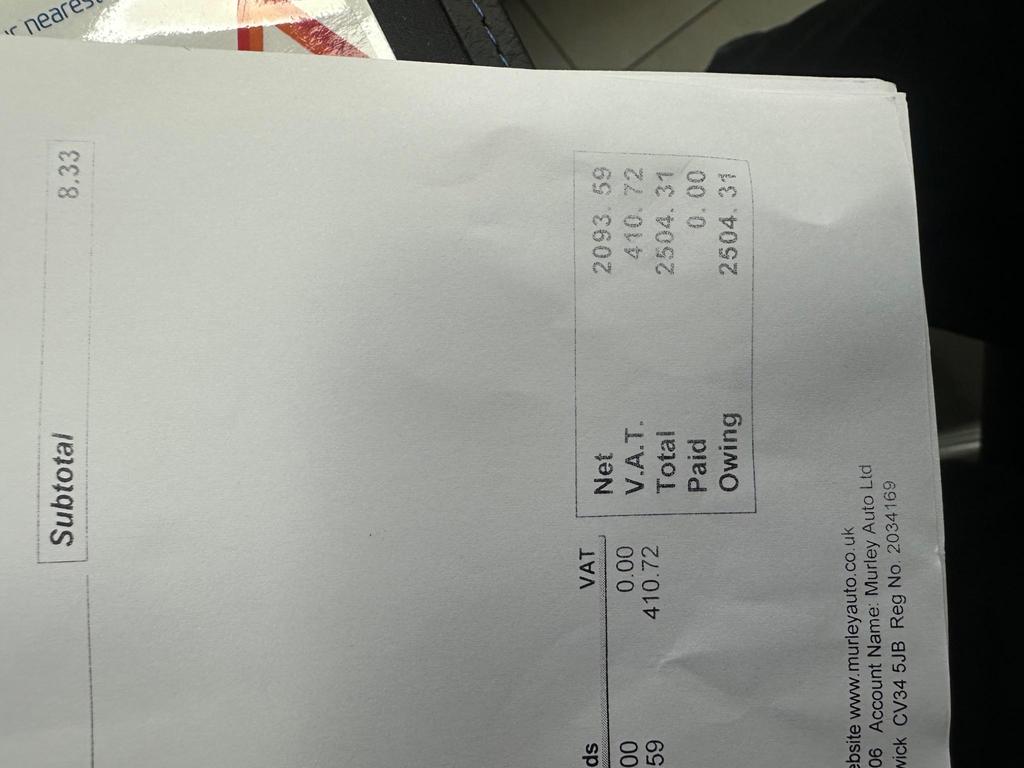 r nearest
Subtotal 8.33
ds VAT
00 0.00
59 410.72
Net 2093.59
V.A.T. 410.72
Total 2504.31
Paid 0.00
Owing 2504.31
ebsite www.murleyauto.co.uk
06 Account Name: Murley Auto Ltd
wick CV34 5JB Reg No. 2034169